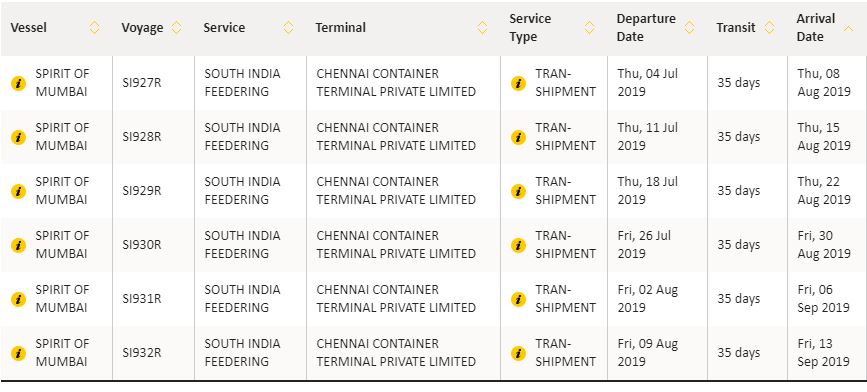 Vessel Voyage Service Terminal Service Type Departure Date Transit Arrival Date
i SPIRIT OF MUMBAI SI927R SOUTH INDIA FEEDERING CHENNAI CONTAINER TERMINAL PRIVATE LIMITED i TRAN-SHIPMENT Thu, 04 Jul 2019 35 days Thu, 08 Aug 2019
i SPIRIT OF MUMBAI SI928R SOUTH INDIA FEEDERING CHENNAI CONTAINER TERMINAL PRIVATE LIMITED i TRAN-SHIPMENT Thu, 11 Jul 2019 35 days Thu, 15 Aug 2019
i SPIRIT OF MUMBAI SI929R SOUTH INDIA FEEDERING CHENNAI CONTAINER TERMINAL PRIVATE LIMITED i TRAN-SHIPMENT Thu, 18 Jul 2019 35 days Thu, 22 Aug 2019
i SPIRIT OF MUMBAI SI930R SOUTH INDIA FEEDERING CHENNAI CONTAINER TERMINAL PRIVATE LIMITED i TRAN-SHIPMENT Fri, 26 Jul 2019 35 days Fri, 30 Aug 2019
i SPIRIT OF MUMBAI SI931R SOUTH INDIA FEEDERING CHENNAI CONTAINER TERMINAL PRIVATE LIMITED i TRAN-SHIPMENT Fri, 02 Aug 2019 35 days Fri, 06 Sep 2019
i SPIRIT OF MUMBAI SI932R SOUTH INDIA FEEDERING CHENNAI CONTAINER TERMINAL PRIVATE LIMITED i TRAN-SHIPMENT Fri, 09 Aug 2019 35 days Fri, 13 Sep 2019